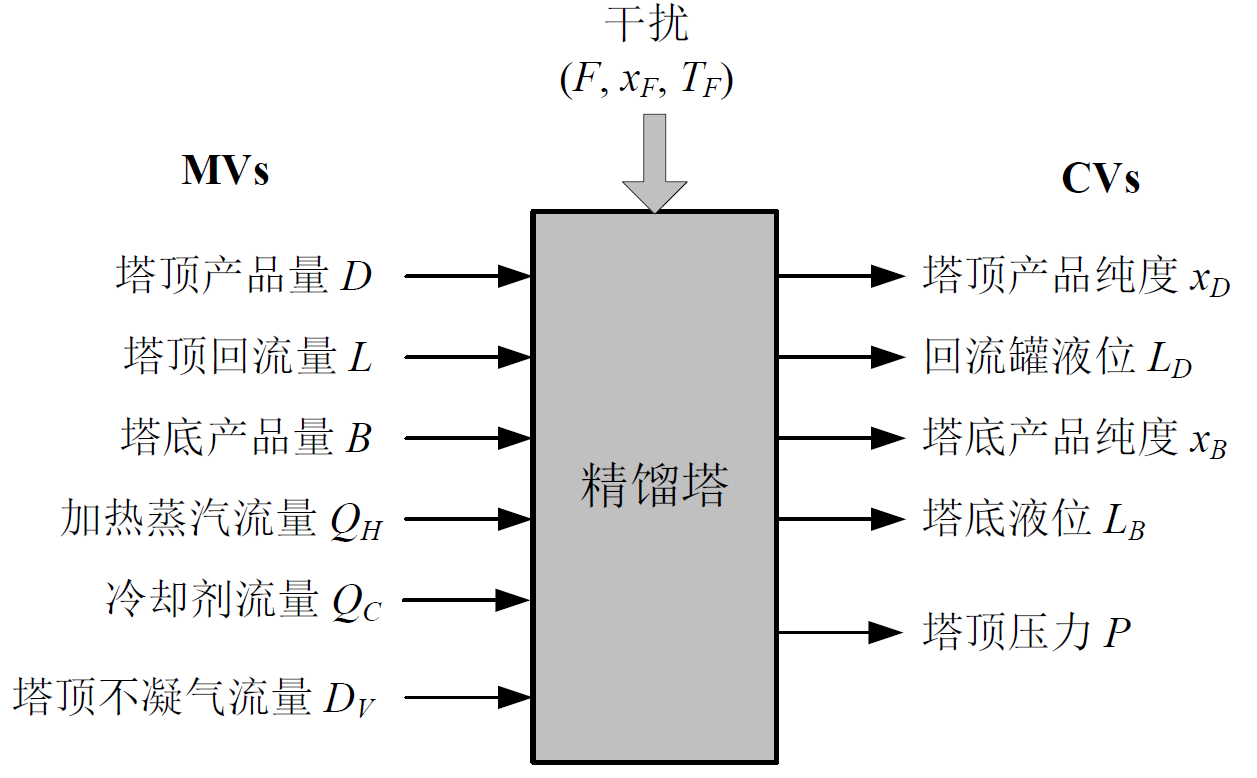 干扰
(F, xF, TF)
MVs
CVs
塔顶产品量 D
塔顶回流量 L
塔底产品量 B
加热蒸汽流量 QH
冷却剂流量 QC
塔顶不凝气流量 DV
精馏塔
塔顶产品纯度 xD
回流罐液位 LD
塔底产品纯度 xB
塔底液位 LB
塔顶压力 P